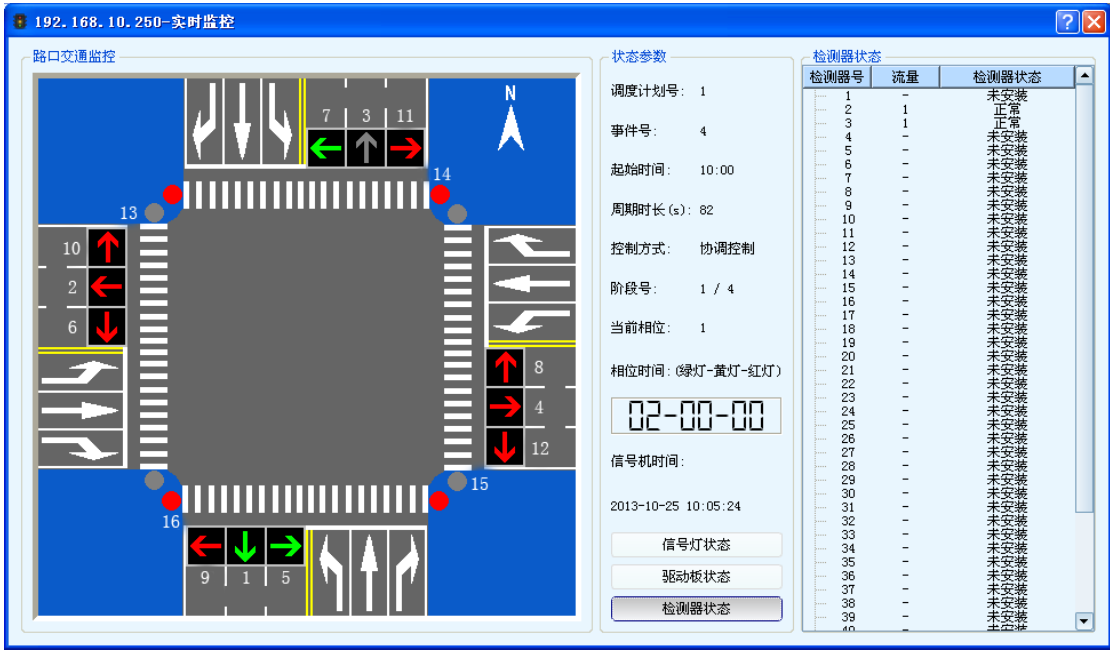 192.168.10.250-实时监控
路口交通监控
N
7 3 11
14
13
10
2
6
8
4
12
15
16
9 1 5
状态参数
调度计划号: 1
事件号: 4
起始时间: 10:00
周期时长(s): 82
控制方式: 协调控制
阶段号: 1 / 4
当前相位: 1
相位时间:(绿灯-黄灯-红灯)
02-00-00
信号机时间:
2013-10-25 10:05:24
信号灯状态
驱动板状态
检测器状态
检测器状态
检测器号 流量 检测器状态
1 - 未安装
2 1 正常
3 1 正常
4 - 未安装
5 - 未安装
6 - 未安装
7 - 未安装
8 - 未安装
9 - 未安装
10 - 未安装
11 - 未安装
12 - 未安装
13 - 未安装
14 - 未安装
15 - 未安装
16 - 未安装
17 - 未安装
18 - 未安装
19 - 未安装
20 - 未安装
21 - 未安装
22 - 未安装
23 - 未安装
24 - 未安装
25 - 未安装
26 - 未安装
27 - 未安装
28 - 未安装
29 - 未安装
30 - 未安装
31 - 未安装
32 - 未安装
33 - 未安装
34 - 未安装
35 - 未安装
36 - 未安装
37 - 未安装
38 - 未安装
39 - 未安装
40 - 未安装